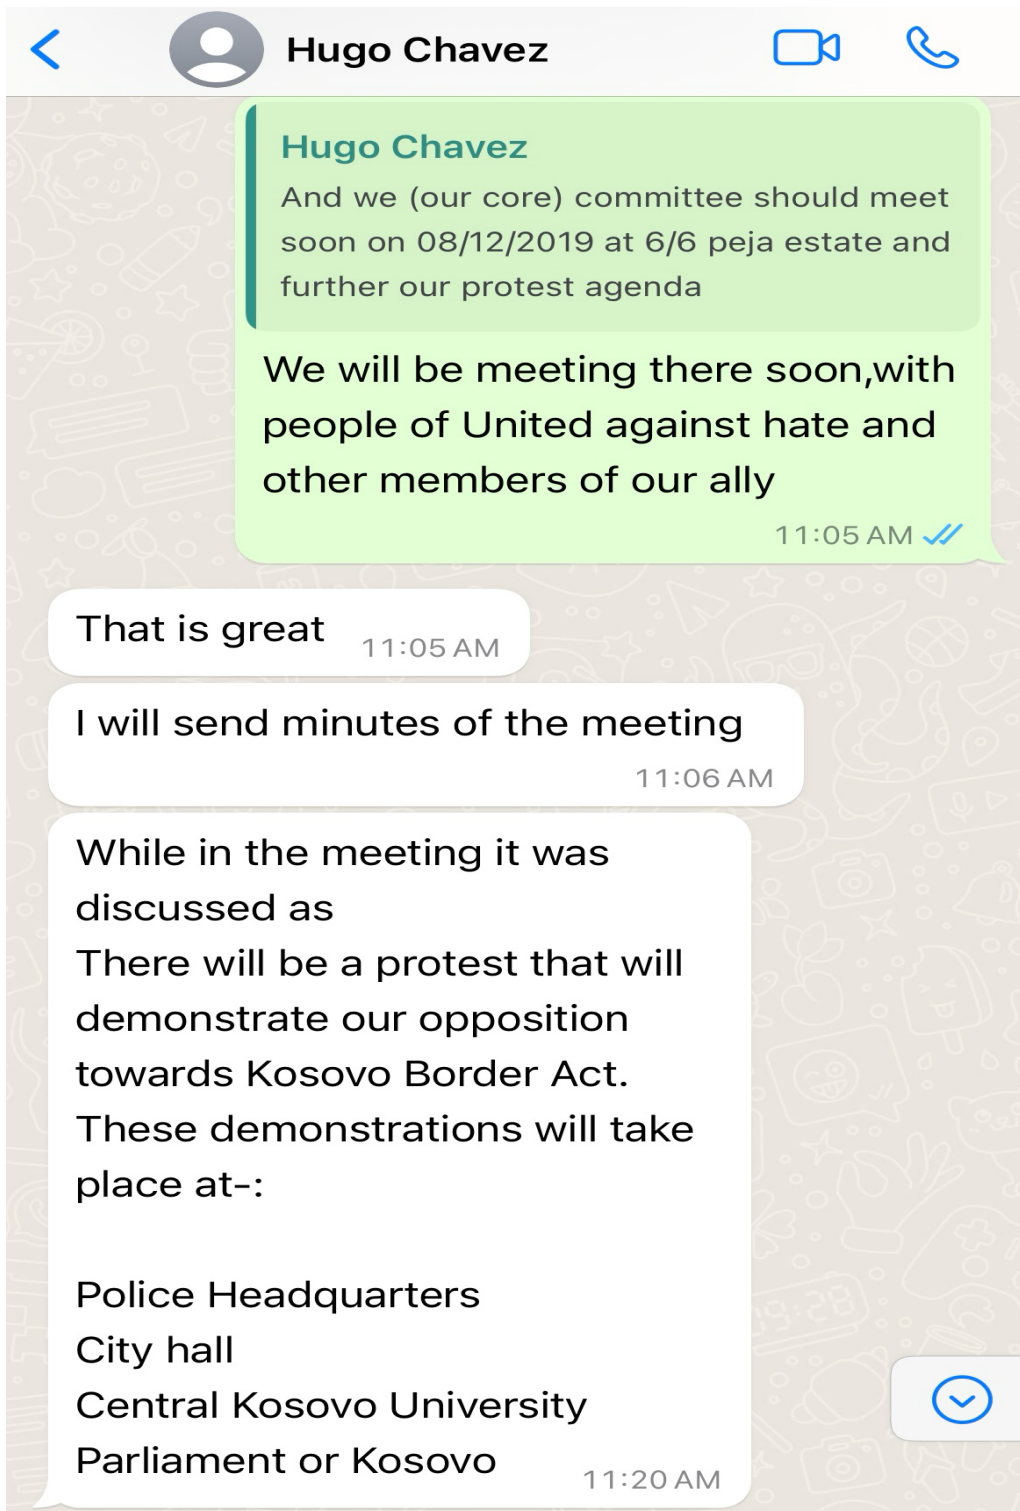 Hugo Chavez
Hugo Chavez
And we (our core) committee should meet
soon on 08/12/2019 at 6/6 peja estate and
further our protest agenda
We will be meeting there soon,with
people of United against hate and
other members of our ally
11:05 AM
That is great
11:05 AM
I will send minutes of the meeting
11:06 AM
While in the meeting it was
discussed as
There will be a protest that will
demonstrate our opposition
towards Kosovo Border Act.
These demonstrations will take
place at-:
Police Headquarters
City hall
Central Kosovo University
Parliament or Kosovo
11:20 AM